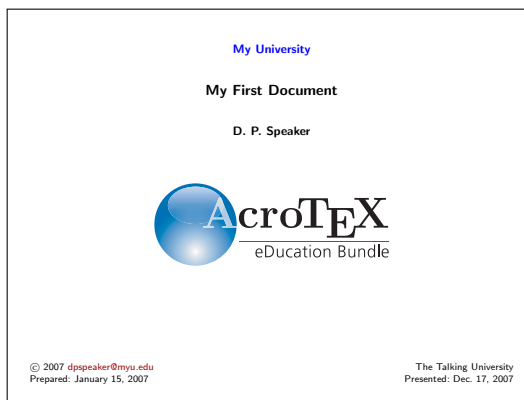 My University
My First Document
D. P. Speaker
AcroTEX
eDucation Bundle
© 2007 dpspeaker@myu.edu
Prepared: January 15, 2007
The Talking University
Presented: Dec. 17, 2007